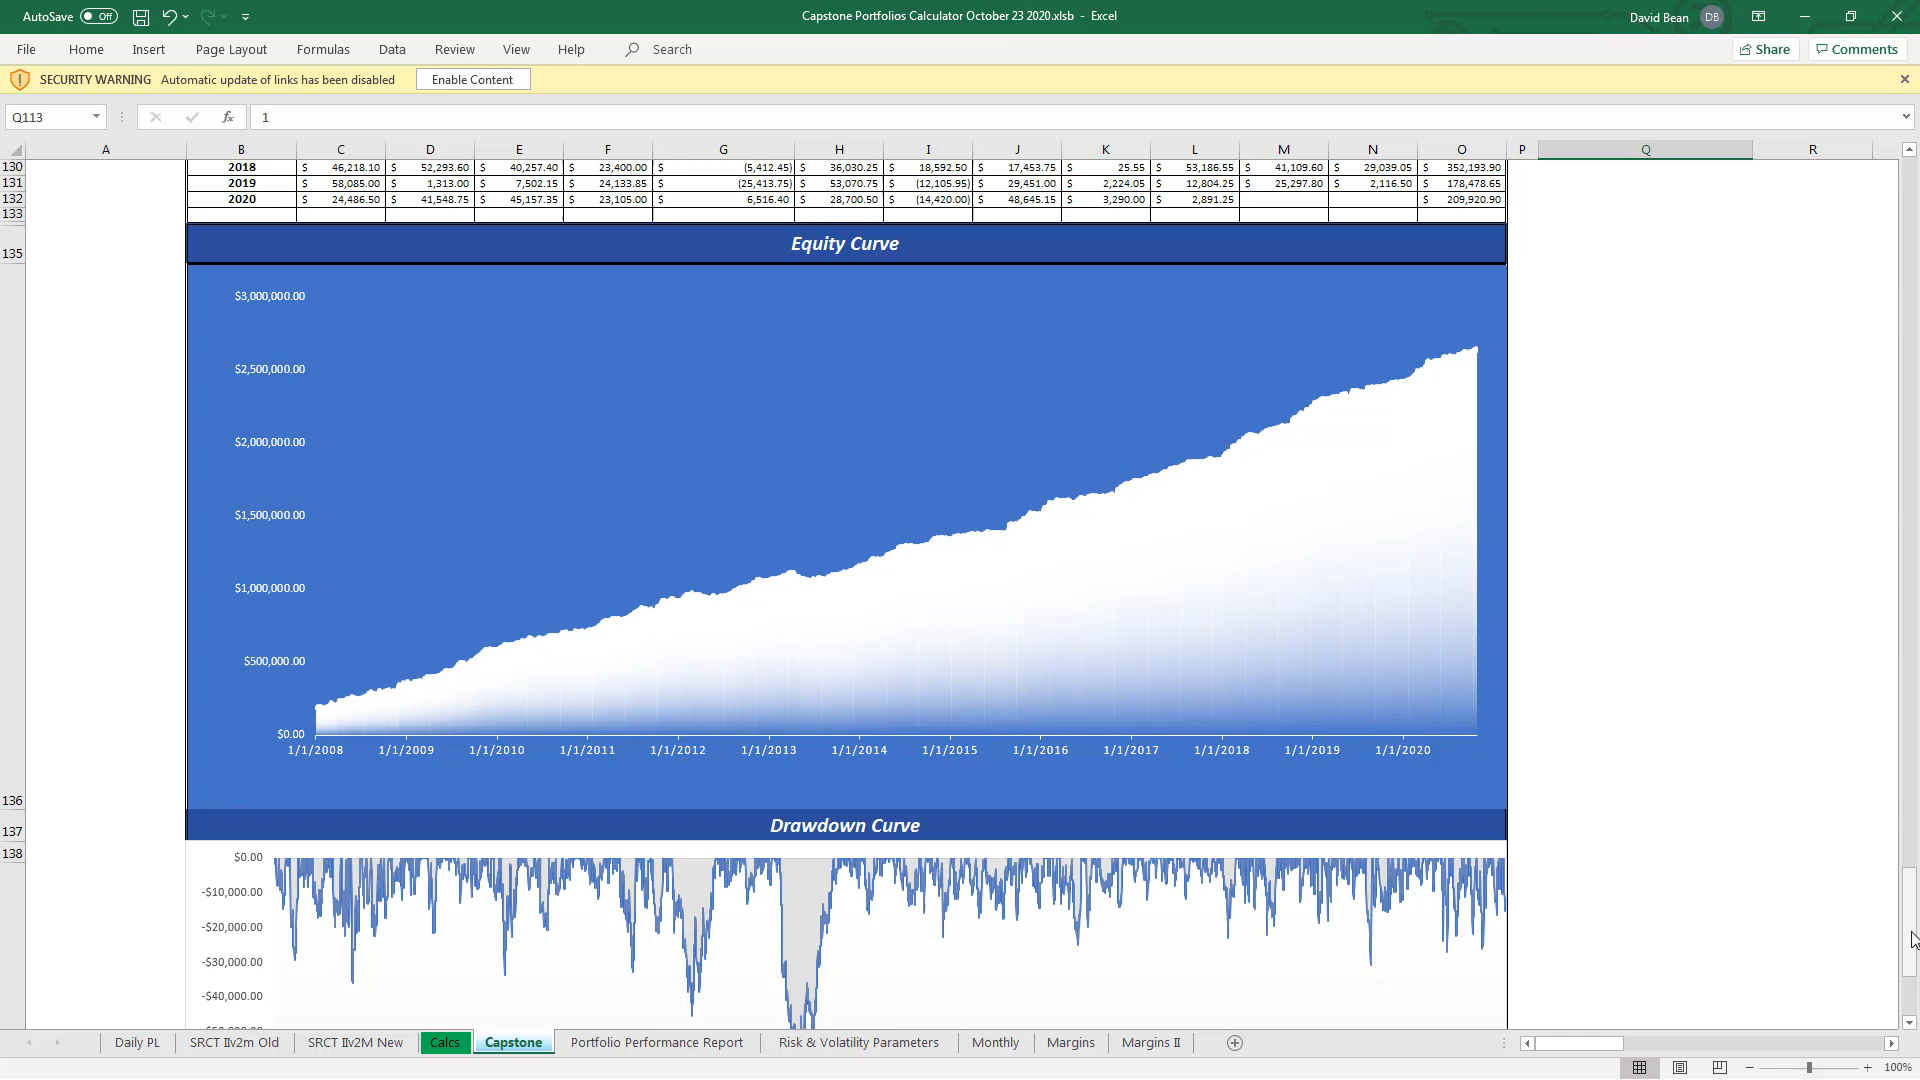 AutoSave Off Capstone Portfolios Calculator October 23 2020.xlsb - Excel David Bean DB
File Home Insert Page Layout Formulas Data Review View Help Search Share Comments
SECURITY WARNING Automatic update of links has been disabled Enable Content
Q113 fx 1
A B C D E F G H I J K L M N O P Q R
130 2018 $ 46,218.10 $ 52,293.60 $ 40,257.40 $ 23,400.00 $ (5,412.45) $ 36,030.25 $ 18,592.50 $ 17,453.75 $ 25.55 $ 53,186.55 $ 41,109.60 $ 29,039.05 $ 352,193.90
131 2019 $ 58,085.00 $ 1,313.00 $ 7,502.15 $ 24,133.85 $ (25,413.75) $ 53,070.75 $ (12,105.95) $ 29,451.00 $ 2,224.05 $ 12,804.25 $ 25,297.80 $ 2,116.50 $ 178,478.65
132 2020 $ 24,486.50 $ 41,548.75 $ 45,157.35 $ 23,105.00 $ 6,516.40 $ 28,700.50 $ (14,420.00) $ 48,645.15 $ 3,290.00 $ 2,891.25 $ 209,920.90
133
135 Equity Curve
$3,000,000.00
$2,500,000.00
$2,000,000.00
$1,500,000.00
$1,000,000.00
$500,000.00
$0.00
1/1/2008 1/1/2009 1/1/2010 1/1/2011 1/1/2012 1/1/2013 1/1/2014 1/1/2015 1/1/2016 1/1/2017 1/1/2018 1/1/2019 1/1/2020
136
137 Drawdown Curve
138
$0.00
-$10,000.00
-$20,000.00
-$30,000.00
-$40,000.00
Daily PL SRCT IIv2m Old SRCT IIv2M New Calcs Capstone Portfolio Performance Report Risk & Volatility Parameters Monthly Margins Margins II
100%